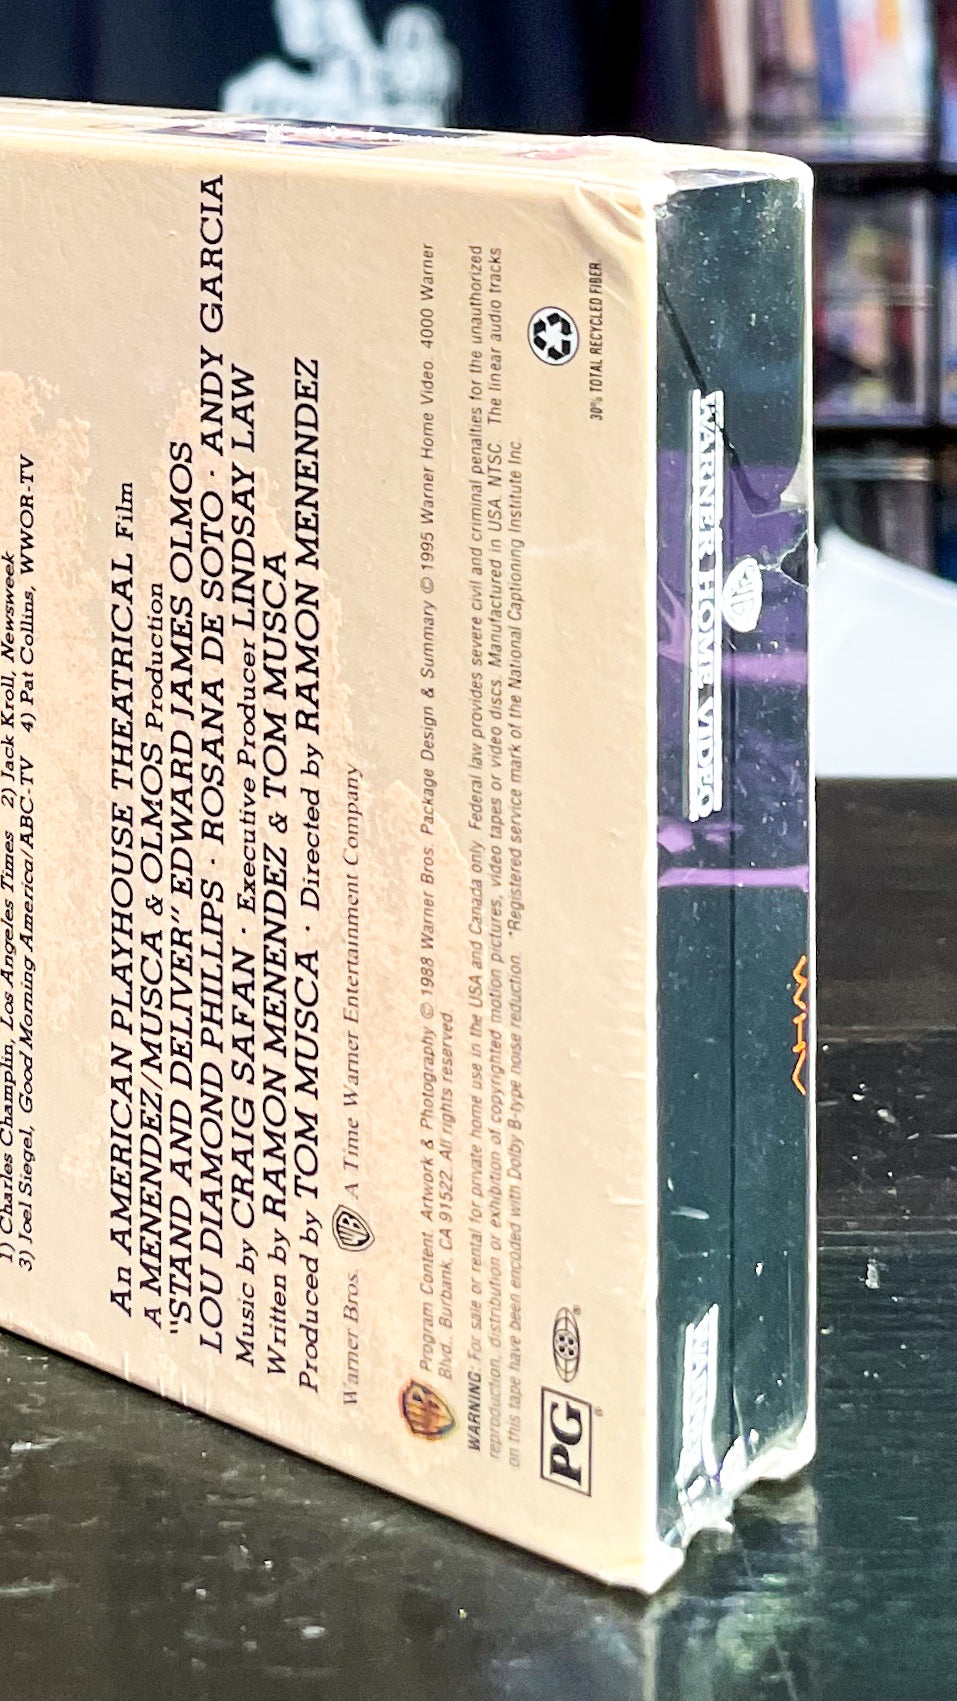 1) Charles Champlin, Los Angeles Times 2) Jack Kroll, Newsweek
3) Joel Siegel, Good Morning America/ABC-TV 4) Pat Collins, WWOR-TV
An AMERICAN PLAYHOUSE THEATRICAL Film
A MENENDEZ/MUSCA & OLMOS Production
"STAND AND DELIVER" EDWARD JAMES OLMOS
LOU DIAMOND PHILLIPS · ROSANA DE SOTO · ANDY GARCIA
Music by CRAIG SAFAN · Executive Producer LINDSAY LAW
Written by RAMON MENENDEZ & TOM MUSCA
Produced by TOM MUSCA · Directed by RAMON MENENDEZ
Warner Bros. WB A Time Warner Entertainment Company
Program Content, Artwork & Photography © 1988 Warner Bros. Package Design & Summary © 1995 Warner Home Video. 4000 Warner
Blvd., Burbank, CA 91522. All rights reserved.
WARNING: For sale or rental for private home use in the USA and Canada only. Federal law provides severe civil and criminal penalties for the unauthorized
reproduction, distribution or exhibition of copyrighted motion pictures, video tapes or video discs. Manufactured in USA. NTSC. The linear audio tracks
on this tape have been encoded with Dolby B-type noise reduction. *Registered service mark of the National Captioning Institute Inc.
PG
30% TOTAL RECYCLED FIBER.
WARNER HOME VIDEO
WB
WHV